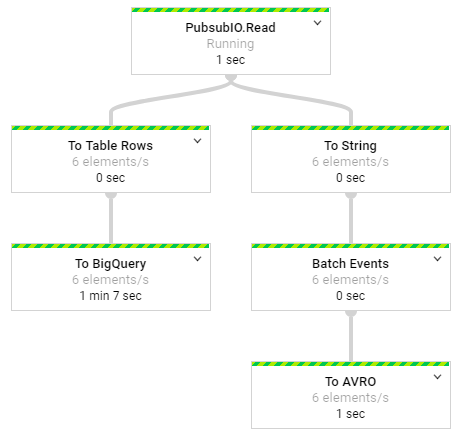 PubsubIO.Read
Running
1 sec
To Table Rows
6 elements/s
0 sec
To String
6 elements/s
0 sec
To BigQuery
6 elements/s
1 min 7 sec
Batch Events
6 elements/s
0 sec
To AVRO
6 elements/s
1 sec